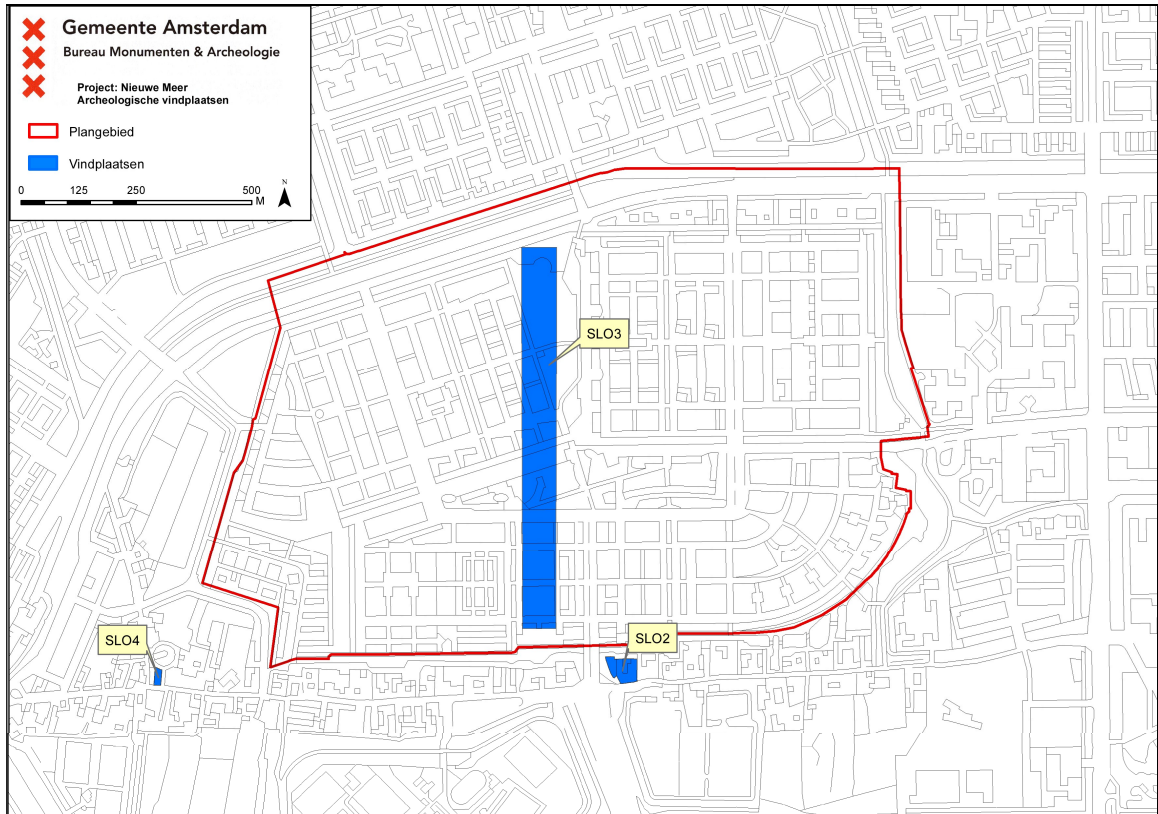 Gemeente Amsterdam
Bureau Monumenten & Archeologie
Project: Nieuwe Meer
Archeologische vindplaatsen
Plangebied
Vindplaatsen
0 125 250 500
M
N
SLO3
SLO4
SLO2